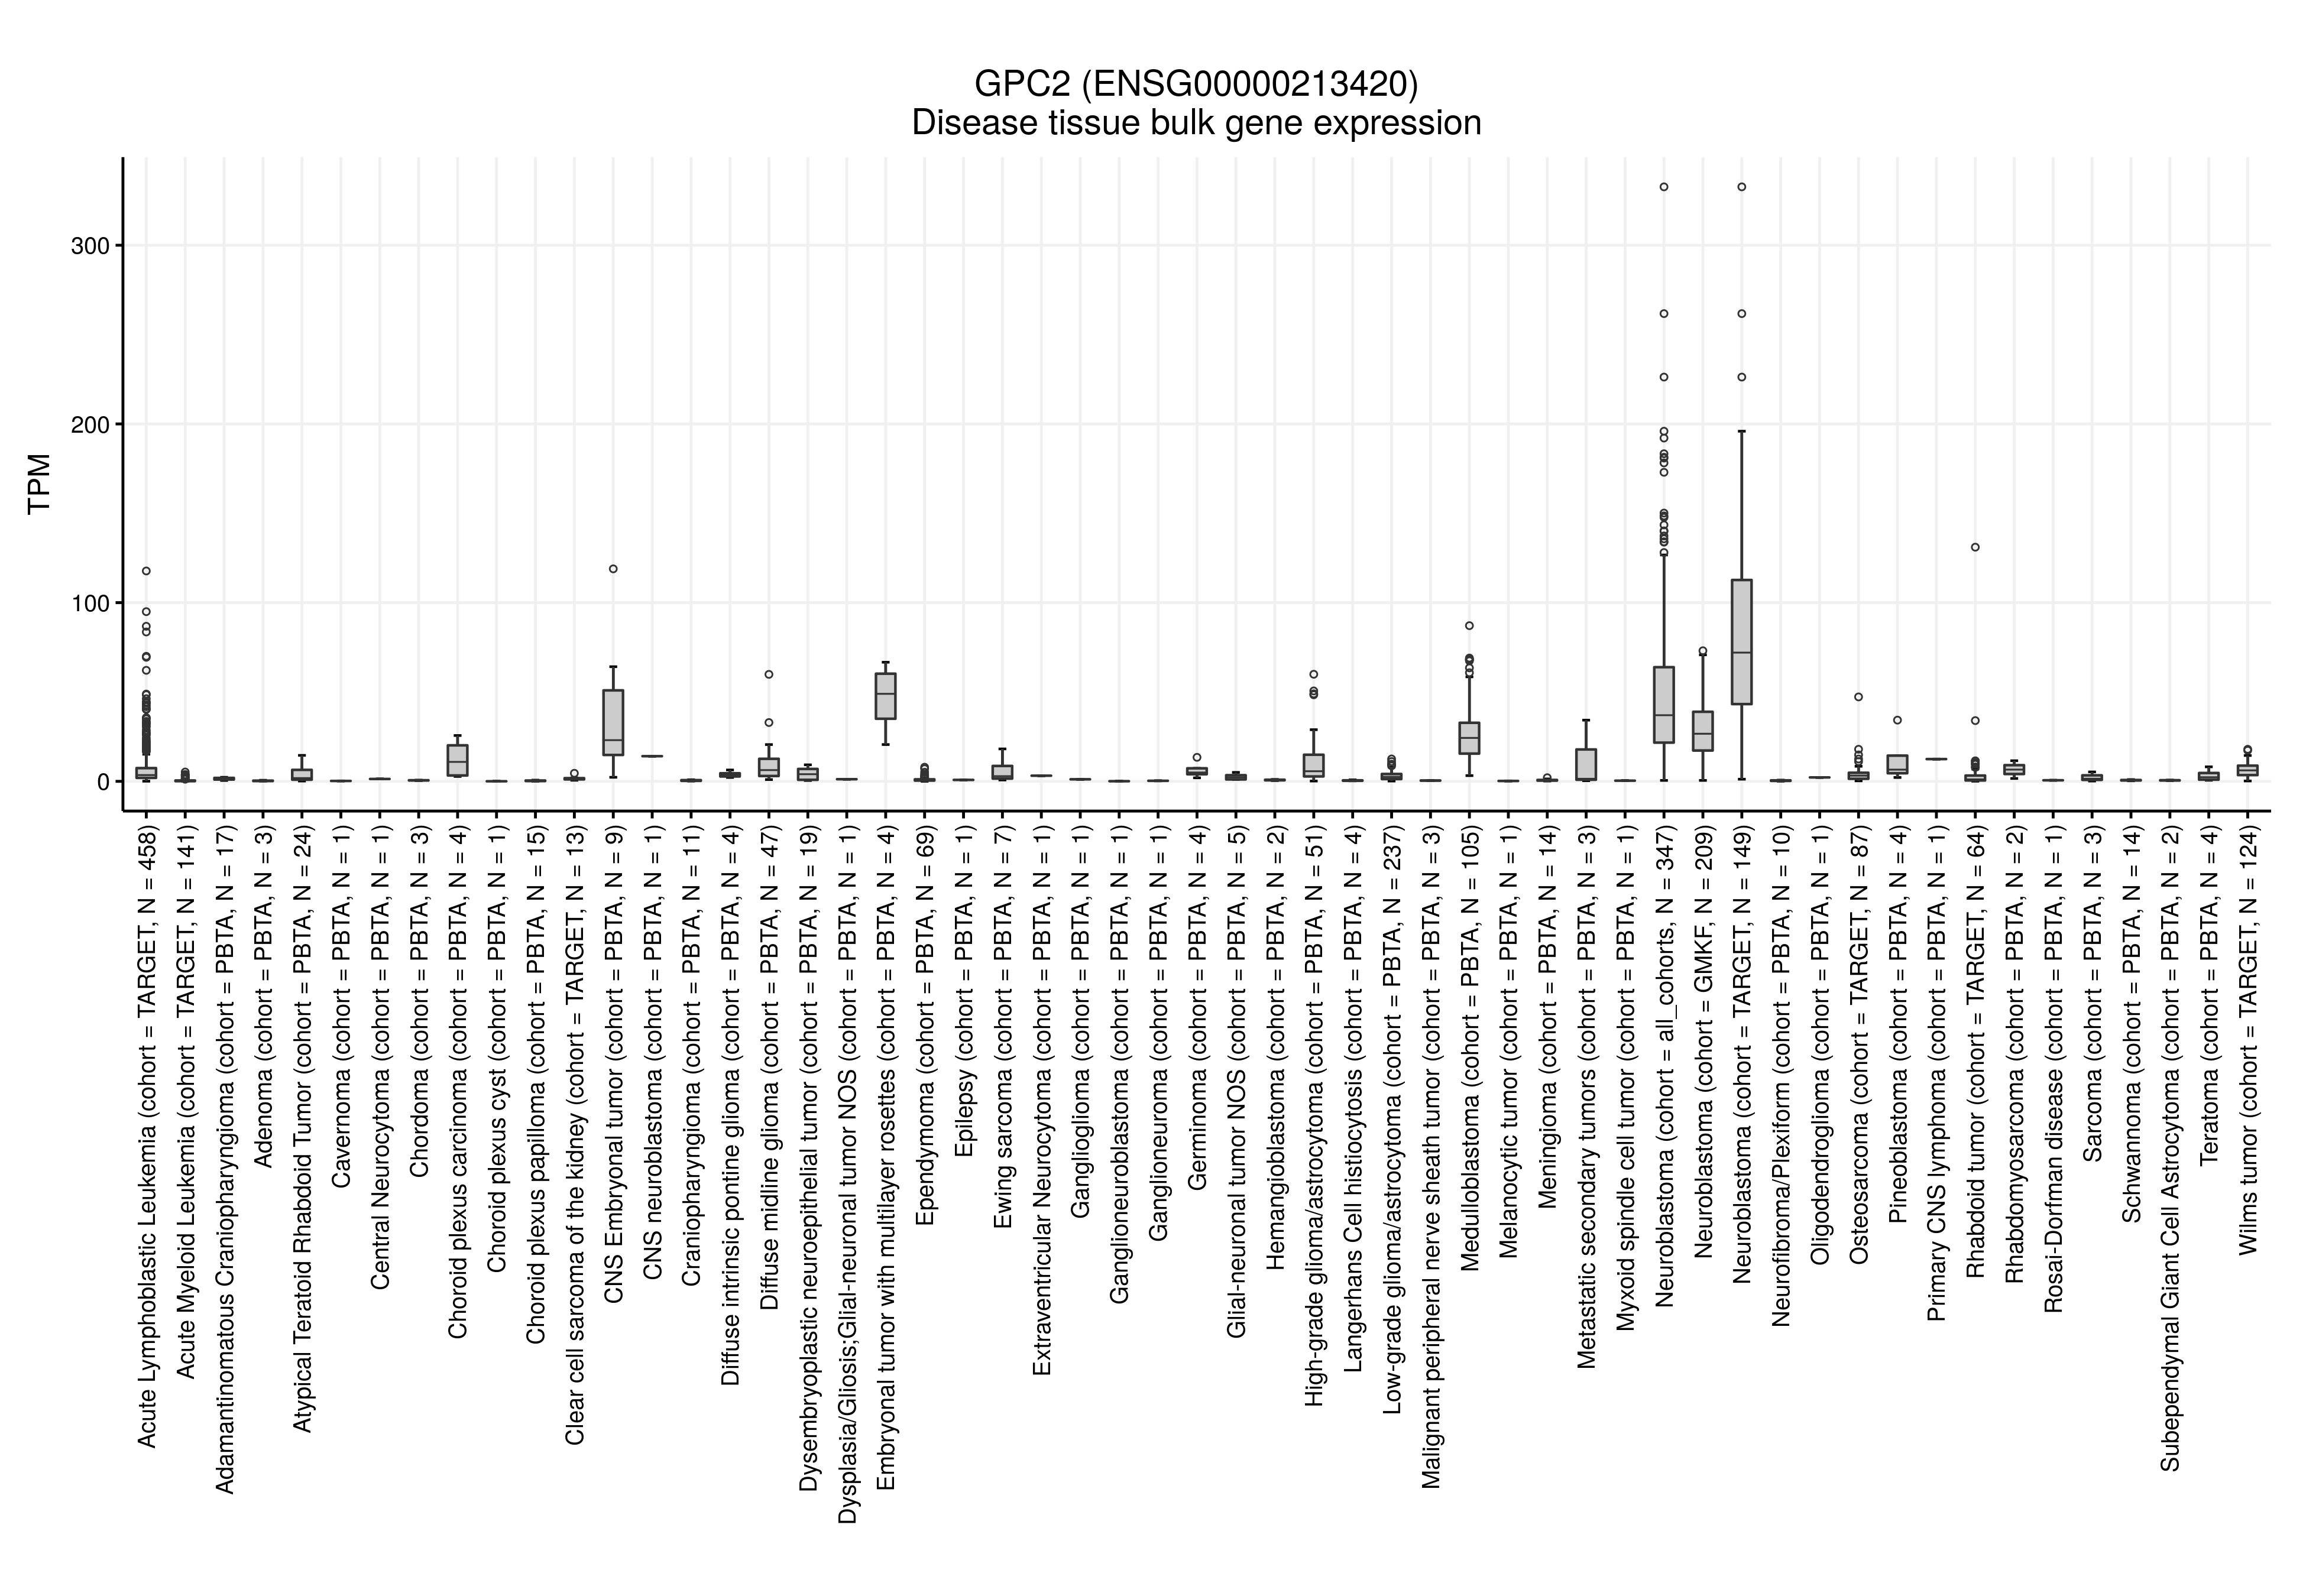 GPC2 (ENSG00000213420)
Disease tissue bulk gene expression
TPM
300
200
100
0
Acute Lymphoblastic Leukemia (cohort = TARGET, N = 458)
Acute Myeloid Leukemia (cohort = TARGET, N = 141)
Adamantinomatous Craniopharyngioma (cohort = PBTA, N = 17)
Adenoma (cohort = PBTA, N = 3)
Atypical Teratoid Rhabdoid Tumor (cohort = PBTA, N = 24)
Cavernoma (cohort = PBTA, N = 1)
Central Neurocytoma (cohort = PBTA, N = 1)
Chordoma (cohort = PBTA, N = 3)
Choroid plexus carcinoma (cohort = PBTA, N = 4)
Choroid plexus cyst (cohort = PBTA, N = 1)
Choroid plexus papilloma (cohort = PBTA, N = 15)
Clear cell sarcoma of the kidney (cohort = TARGET, N = 13)
CNS Embryonal tumor (cohort = PBTA, N = 9)
CNS neuroblastoma (cohort = PBTA, N = 1)
Craniopharyngioma (cohort = PBTA, N = 11)
Diffuse intrinsic pontine glioma (cohort = PBTA, N = 4)
Diffuse midline glioma (cohort = PBTA, N = 47)
Dysembryoplastic neuroepithelial tumor (cohort = PBTA, N = 19)
Dysplasia/Gliosis;Glial-neuronal tumor NOS (cohort = PBTA, N = 1)
Embryonal tumor with multilayer rosettes (cohort = PBTA, N = 4)
Ependymoma (cohort = PBTA, N = 69)
Epilepsy (cohort = PBTA, N = 1)
Ewing sarcoma (cohort = PBTA, N = 7)
Extraventricular Neurocytoma (cohort = PBTA, N = 1)
Ganglioglioma (cohort = PBTA, N = 1)
Ganglioneuroblastoma (cohort = PBTA, N = 1)
Ganglioneuroma (cohort = PBTA, N = 1)
Germinoma (cohort = PBTA, N = 4)
Glial-neuronal tumor NOS (cohort = PBTA, N = 5)
Hemangioblastoma (cohort = PBTA, N = 2)
High-grade glioma/astrocytoma (cohort = PBTA, N = 51)
Langerhans Cell histiocytosis (cohort = PBTA, N = 4)
Low-grade glioma/astrocytoma (cohort = PBTA, N = 237)
Malignant peripheral nerve sheath tumor (cohort = PBTA, N = 3)
Medulloblastoma (cohort = PBTA, N = 105)
Melanocytic tumor (cohort = PBTA, N = 1)
Meningioma (cohort = PBTA, N = 14)
Metastatic secondary tumors (cohort = PBTA, N = 3)
Myxoid spindle cell tumor (cohort = PBTA, N = 1)
Neuroblastoma (cohort = all_cohorts, N = 347)
Neuroblastoma (cohort = GMKF, N = 209)
Neuroblastoma (cohort = TARGET, N = 149)
Neurofibroma/Plexiform (cohort = PBTA, N = 10)
Oligodendroglioma (cohort = PBTA, N = 1)
Osteosarcoma (cohort = TARGET, N = 87)
Pineoblastoma (cohort = PBTA, N = 4)
Primary CNS lymphoma (cohort = PBTA, N = 1)
Rhabdoid tumor (cohort = TARGET, N = 64)
Rhabdomyosarcoma (cohort = PBTA, N = 2)
Rosai-Dorfman disease (cohort = PBTA, N = 1)
Sarcoma (cohort = PBTA, N = 3)
Schwannoma (cohort = PBTA, N = 14)
Subependymal Giant Cell Astrocytoma (cohort = PBTA, N = 2)
Teratoma (cohort = PBTA, N = 4)
Wilms tumor (cohort = TARGET, N = 124)